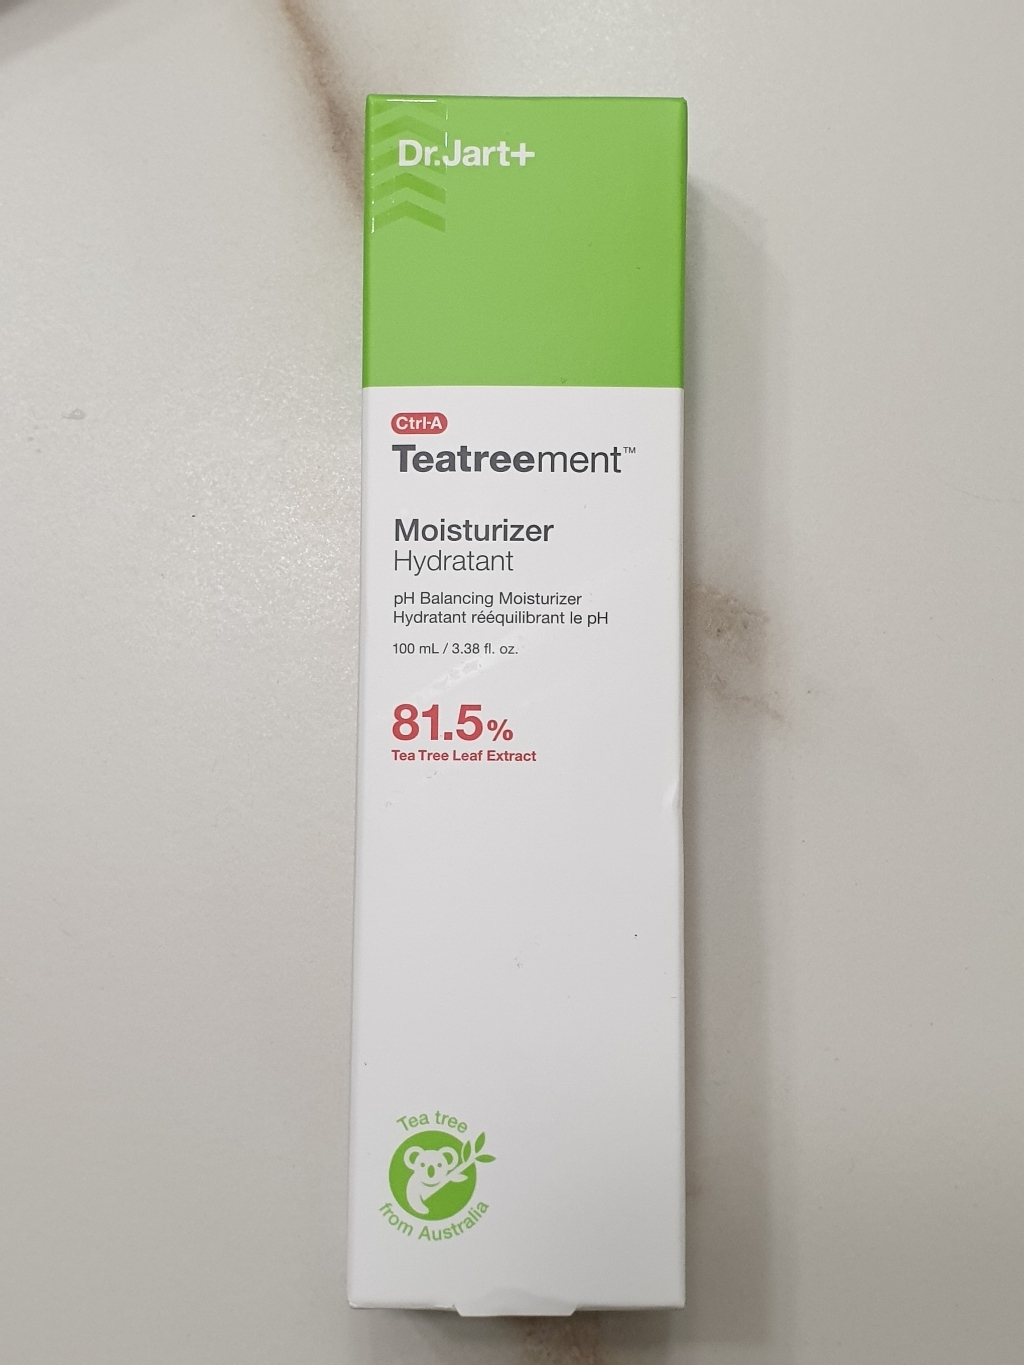 Dr.Jart+
Ctrl-A
Teatreement™
Moisturizer
Hydratant
pH Balancing Moisturizer
Hydratant rééquilibrant le pH
100 mL / 3.38 fl. oz.
81.5%
Tea Tree Leaf Extract
Tea tree
from Australia